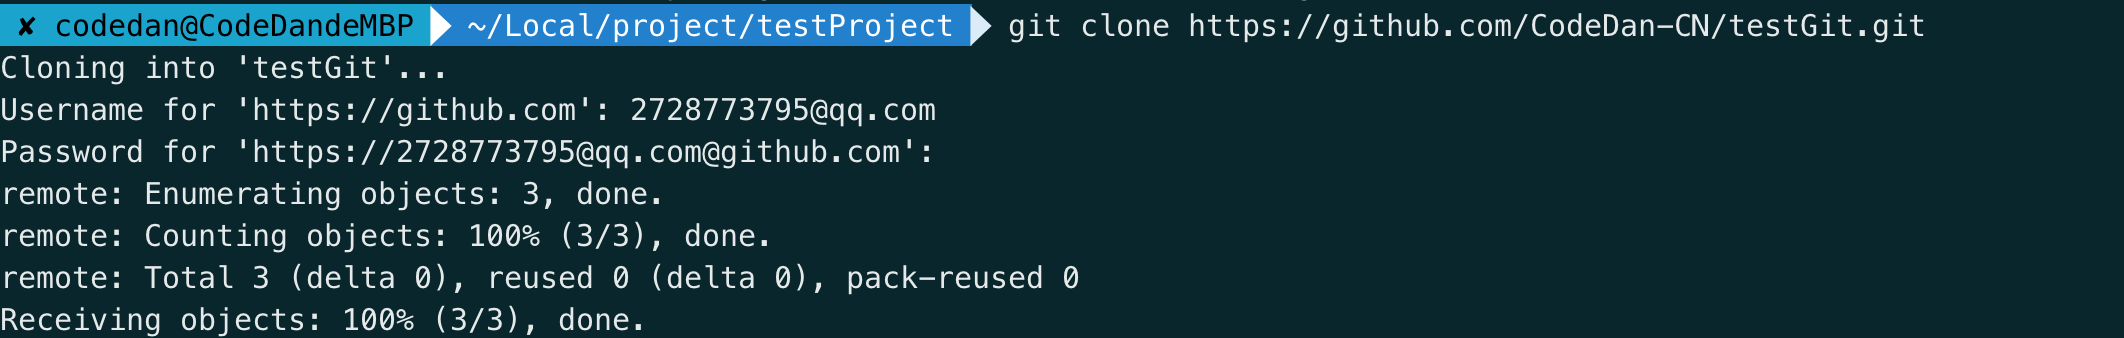 ✘ codedan@CodeDandeMBP ~/Local/project/testProject git clone https://github.com/CodeDan-CN/testGit.git
Cloning into 'testGit'...
Username for 'https://github.com': 2728773795@qq.com
Password for 'https://2728773795@qq.com@github.com':
remote: Enumerating objects: 3, done.
remote: Counting objects: 100% (3/3), done.
remote: Total 3 (delta 0), reused 0 (delta 0), pack-reused 0
Receiving objects: 100% (3/3), done.